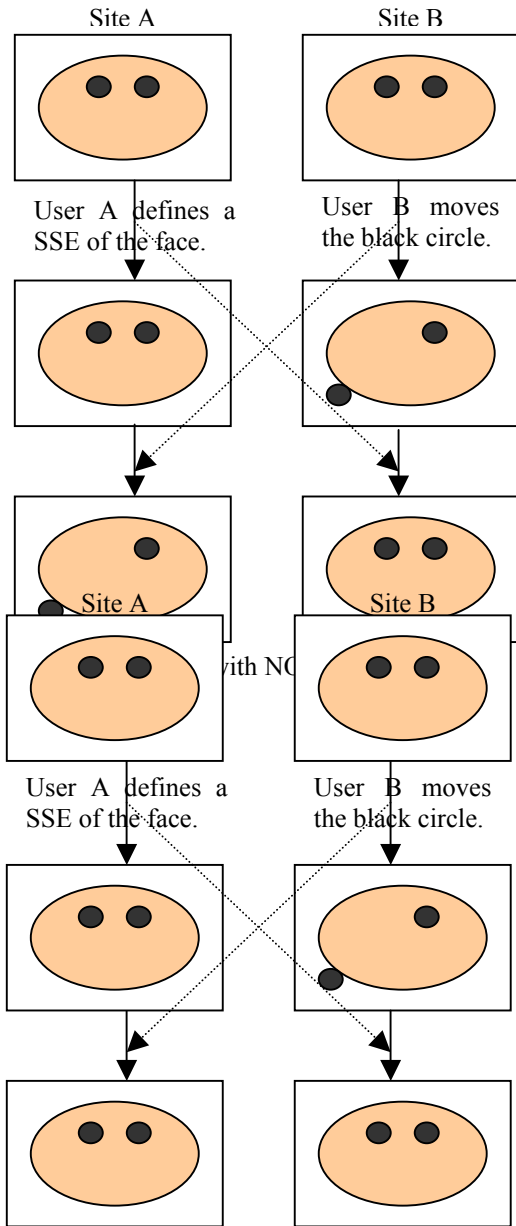 Site A Site B
User A defines a User B moves
SSE of the face. the black circle.
Site A Site B
with NO
User A defines a User B moves
SSE of the face. the black circle.